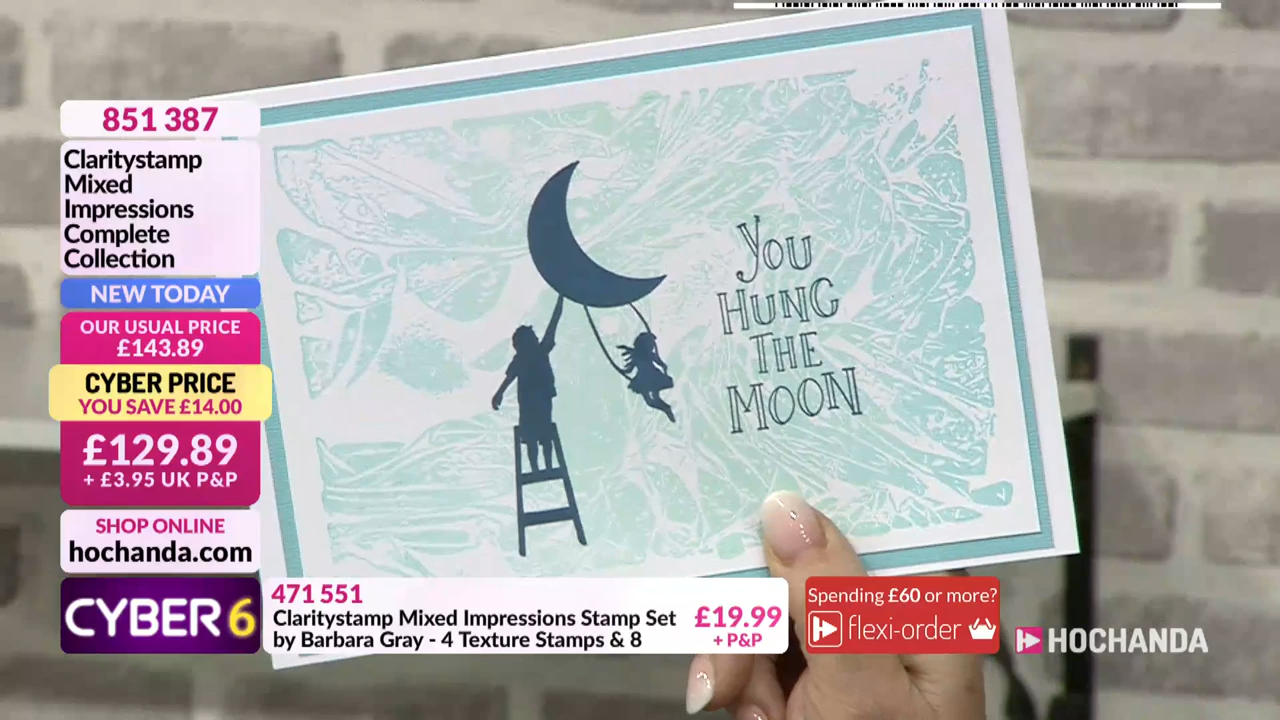 851 387
Claritystamp
Mixed
Impressions
Complete
Collection
NEW TODAY
OUR USUAL PRICE
£143.89
CYBER PRICE
YOU SAVE £14.00
£129.89
+ £3.95 UK P&P
SHOP ONLINE
hochanda.com
CYBER 6
You
HUNG
THE
MOON
471 551
Claritystamp Mixed Impressions Stamp Set
by Barbara Gray - 4 Texture Stamps & 8
£19.99
+ P&P
Spending £60 or more?
flexi-order
HOCHANDA